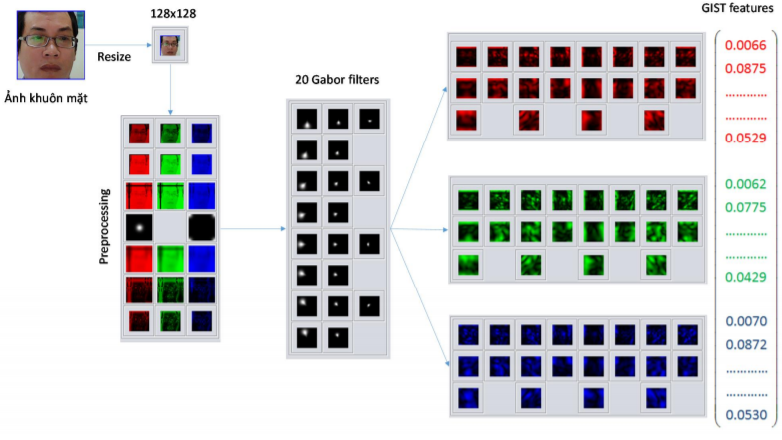 128x128
GIST features
Resize
Ảnh khuôn mặt
20 Gabor filters
Preprocessing
0.0066
0.0875
............
............
0.0529
0.0062
0.0775
............
............
0.0429
0.0070
0.0872
............
............
0.0530